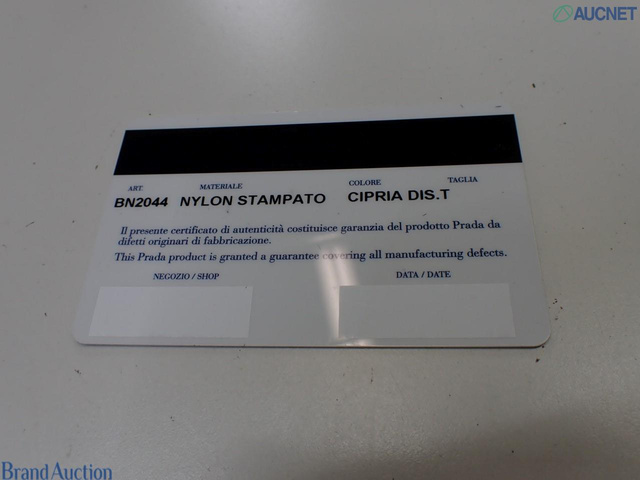 AUCNET
ART. MATERIALE COLORE TAGLIA
BN2044 NYLON STAMPATO CIPRIA DIS.T
Il presente certificato di autenticità costituisce garanzia del prodotto Prada da
difetti originari di fabbricazione.
This Prada product is granted a guarantee covering all manufacturing defects.
NEGOZIO / SHOP DATA / DATE
Brand Auction